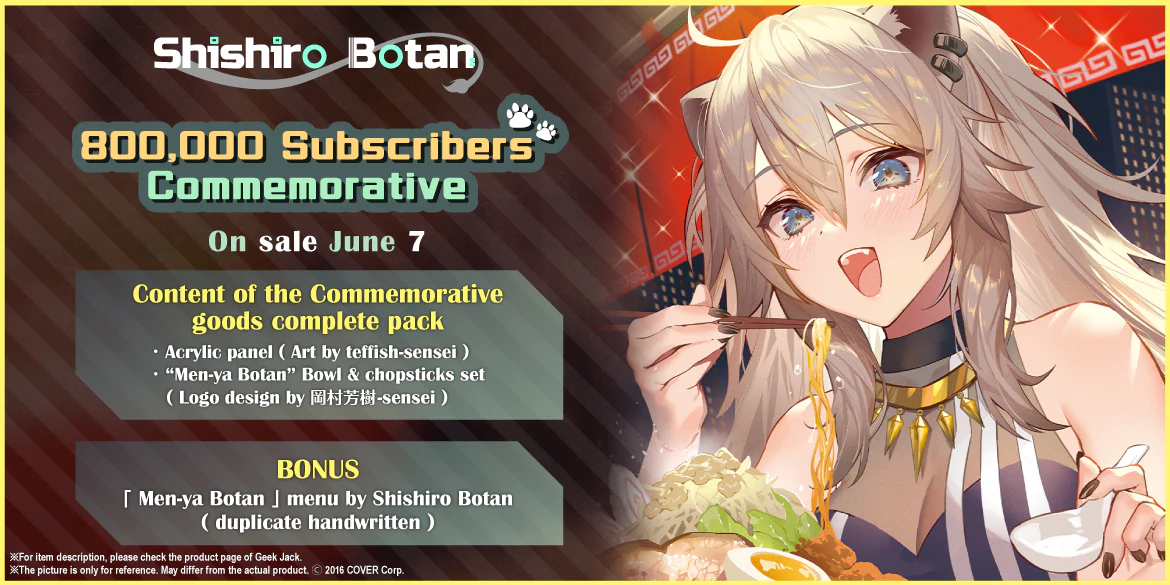 Shishiro Botan
800,000 Subscribers
Commemorative
On sale June 7
Content of the Commemorative
goods complete pack
・Acrylic panel ( Art by teffish-sensei )
・“Men-ya Botan” Bowl & chopsticks set
( Logo design by 岡村芳樹-sensei )
BONUS
「 Men-ya Botan 」 menu by Shishiro Botan
( duplicate handwritten )
※For item description, please check the product page of Geek Jack.
※The picture is only for reference. May differ from the actual product. Ⓒ 2016 COVER Corp.